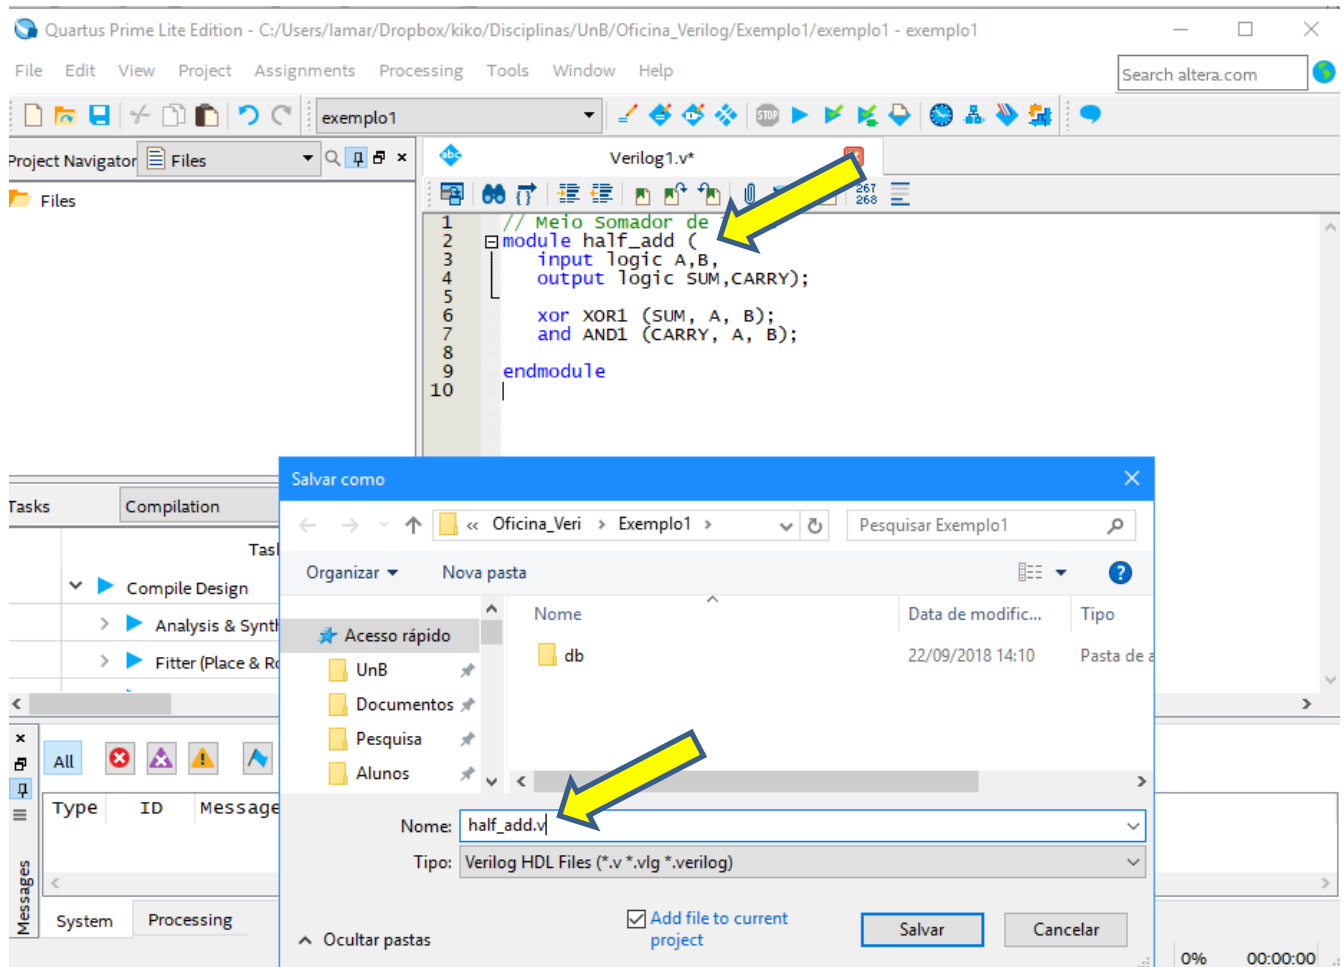 Quartus Prime Lite Edition - C:/Users/lamar/Dropbox/kiko/Disciplinas/UnB/Oficina_Verilog/Exemplo1/exemplo1 - exemplo1
File Edit View Project Assignments Processing Tools Window Help
Search altera.com
exemplo1
STOP
Project Navigator Files
abc Verilog1.v*
Files
267
268
1 // Meio Somador de
2 module half_add (
3 input logic A,B,
4 output logic SUM,CARRY);
5
6 xor XOR1 (SUM, A, B);
7 and AND1 (CARRY, A, B);
8
9 endmodule
10
Tasks Compilation
Compile Design
Analysis &
Fitter (Place &
Salvar como
« Oficina_Veri › Exemplo1 ›
Pesquisar Exemplo1
Organizar Nova pasta
Nome Data de modific... Tipo
Acesso rápido
db 22/09/2018 14:10 Pasta de
UnB
Documentos
Pesquisa
Alunos
Nome: half_add.v
Tipo: Verilog HDL Files (*.v *.vlg *.verilog)
Add file to current
project
Salvar Cancelar
Ocultar pastas
All
Type ID Message
Messages
System Processing
0% 00:00:00